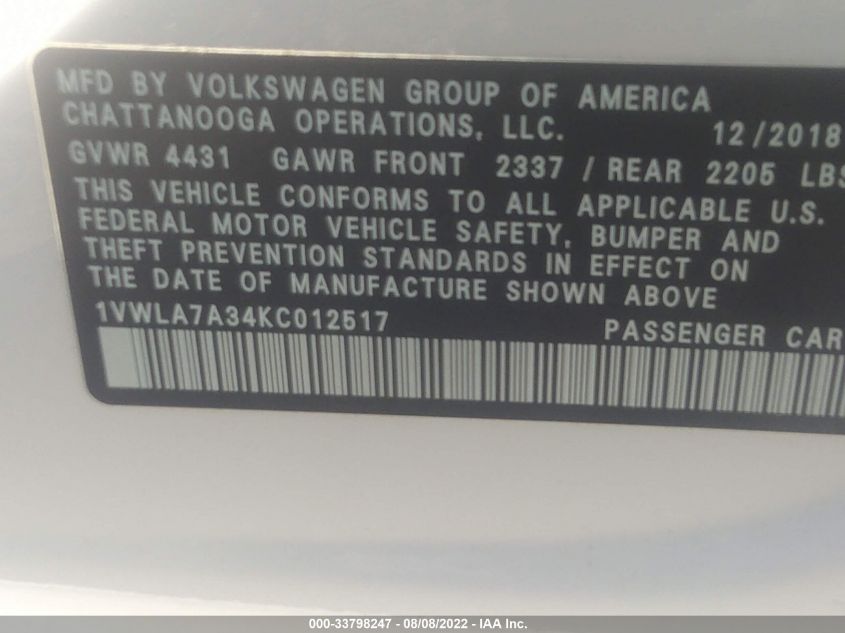 MFD BY VOLKSWAGEN GROUP OF AMERICA
CHATTANOOGA OPERATIONS, LLC. 12/2018
GVWR 4431 GAWR FRONT 2337 / REAR 2205 LBS
THIS VEHICLE CONFORMS TO ALL APPLICABLE U.S.
FEDERAL MOTOR VEHICLE SAFETY, BUMPER AND
THEFT PREVENTION STANDARDS IN EFFECT ON
THE DATE OF MANUFACTURE SHOWN ABOVE
1VWLA7A34KC012517 PASSENGER CAR
000-33798247 - 08/08/2022 - IAA Inc.